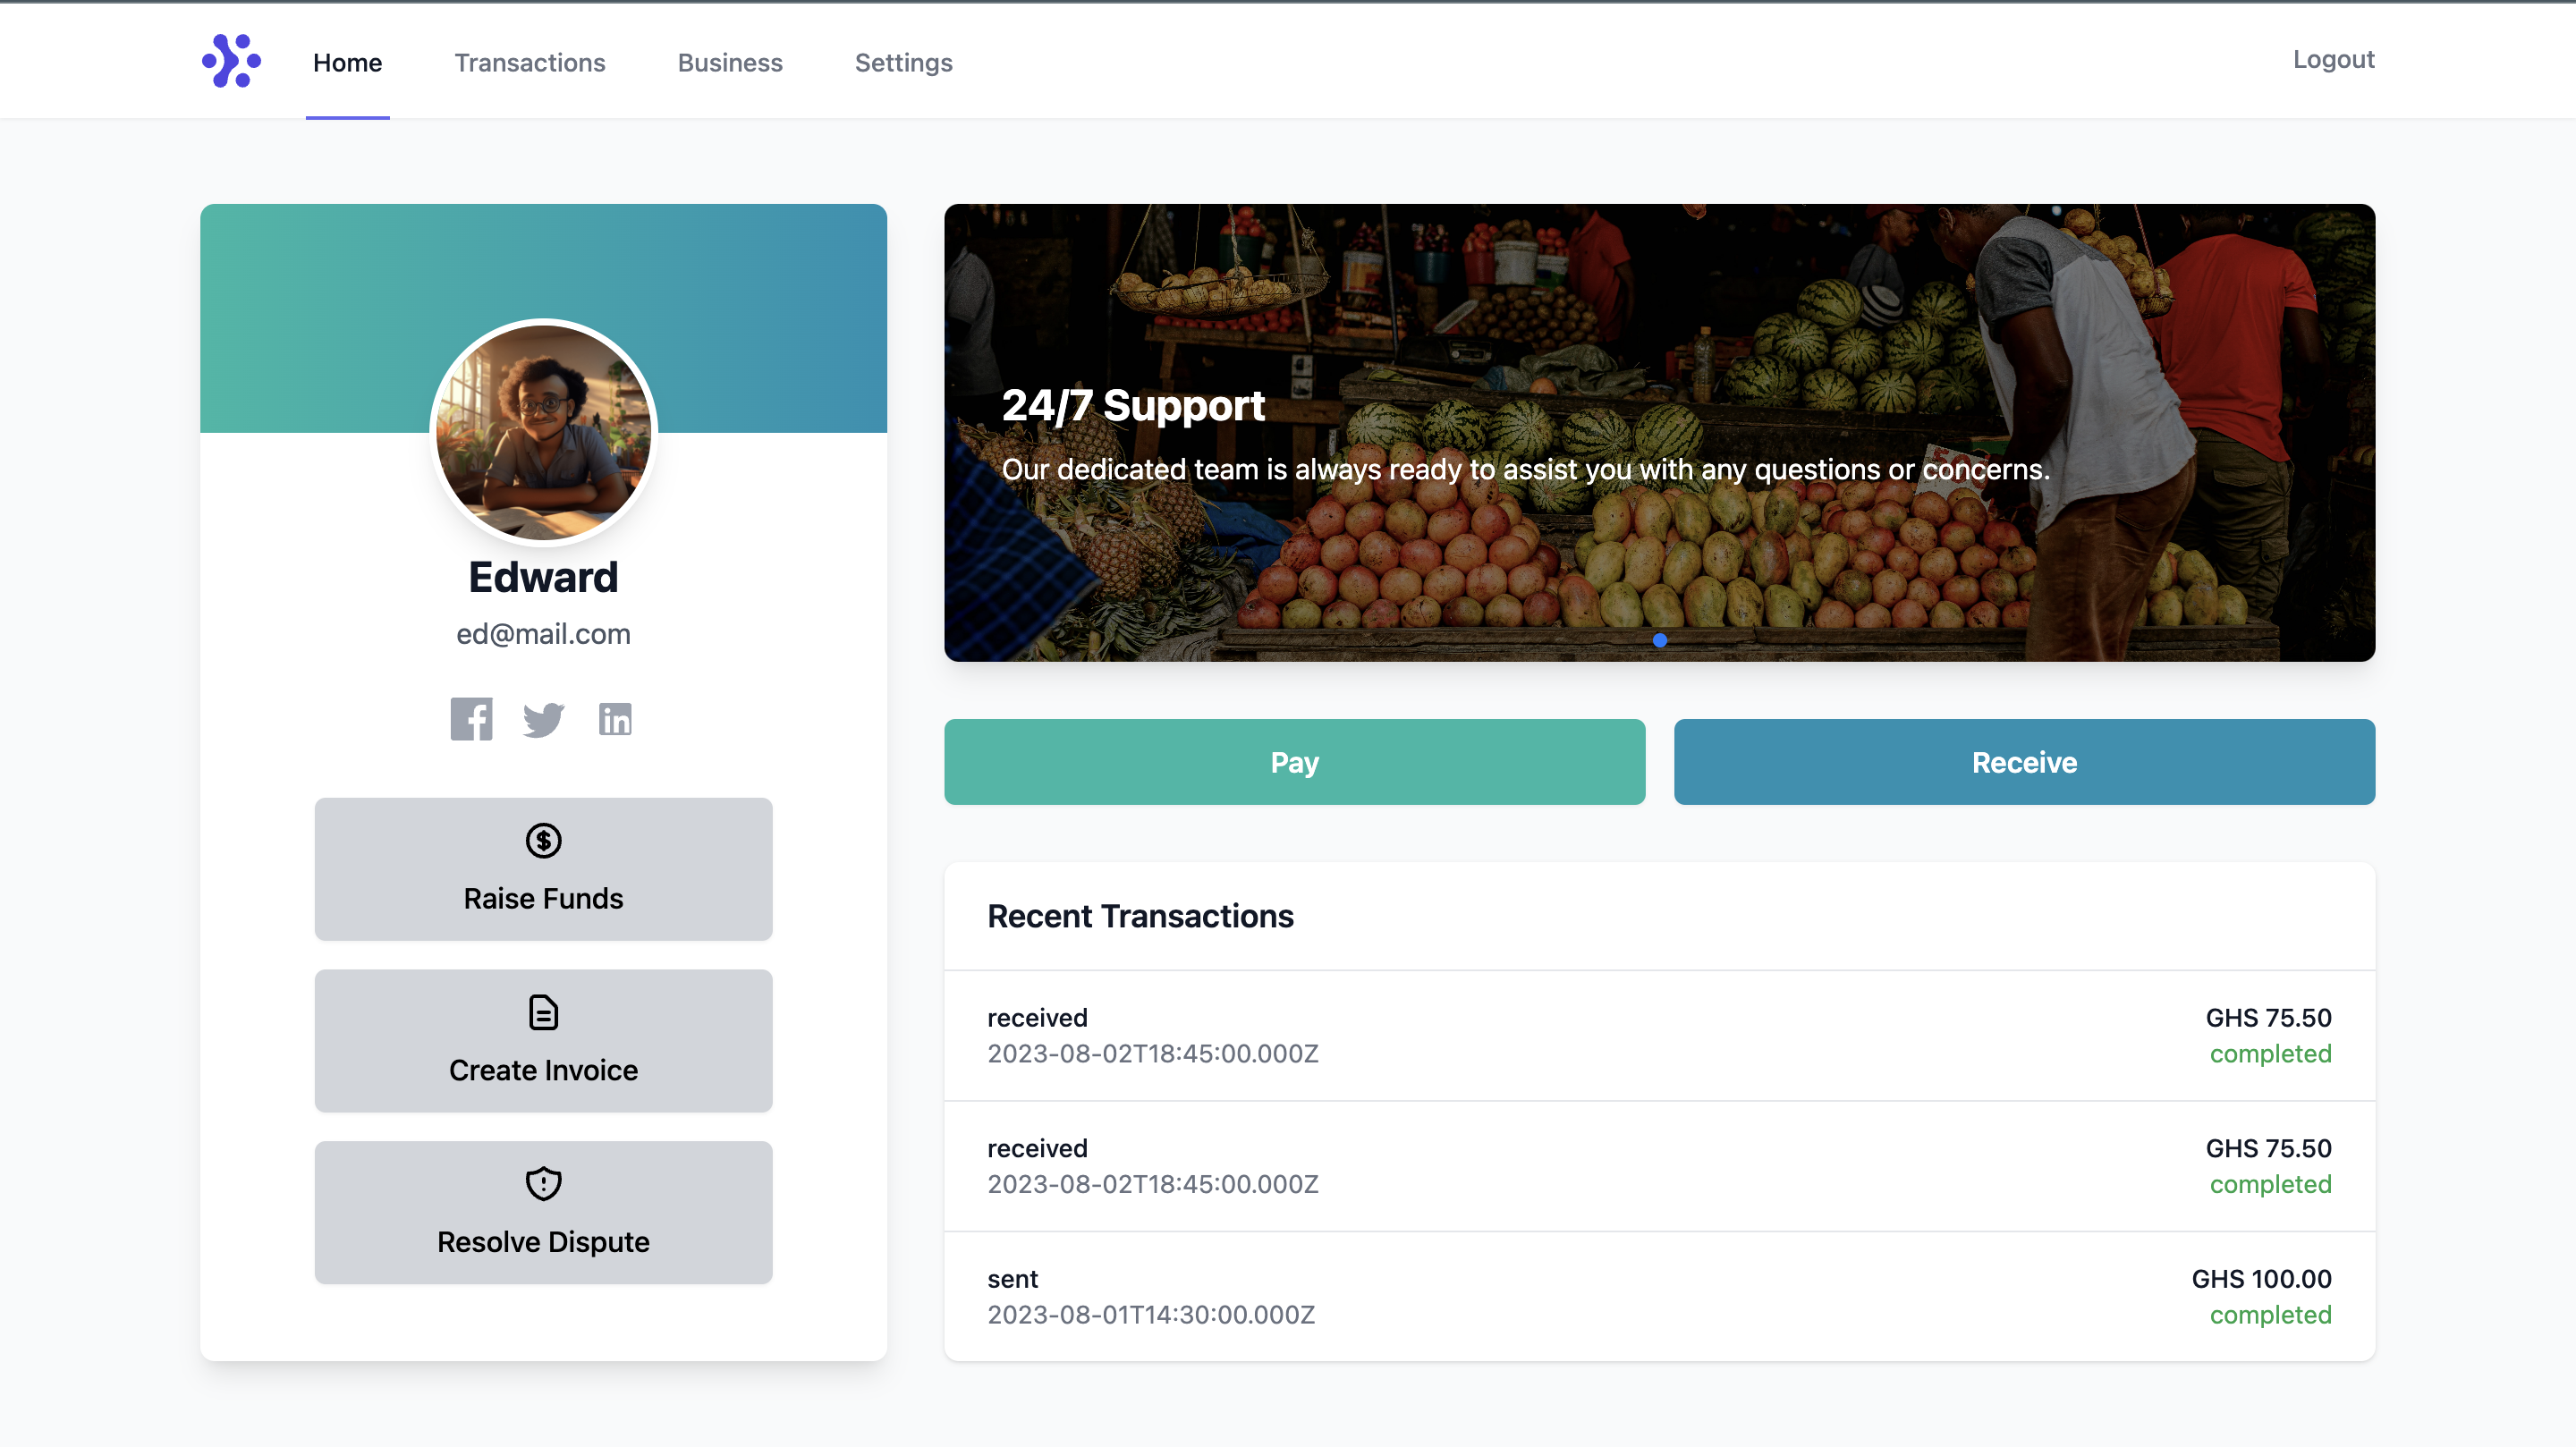 Home
Transactions
Business
Settings
Logout
Edward
ed@mail.com
Raise Funds
Create Invoice
Resolve Dispute
24/7 Support
Our dedicated team is always ready to assist you with any questions or concerns.
Pay
Receive
Recent Transactions
received
GHS 75.50
2023-08-02T18:45:00.000Z
completed
received
GHS 75.50
2023-08-02T18:45:00.000Z
completed
sent
GHS 100.00
2023-08-01T14:30:00.000Z
completed